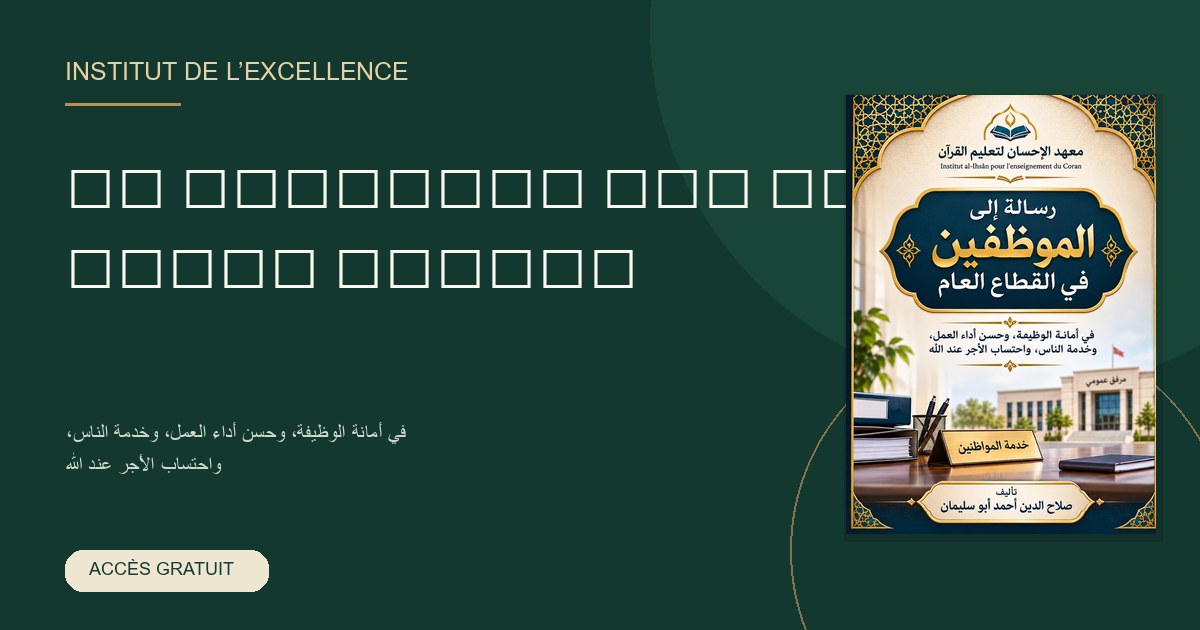 INSTITUT DE L’EXCELLENCE
في أمانة الوظيفة، وحسن أداء العمل، وخدمة الناس،
واحتساب الأجر عند الله
ACCÈS GRATUIT
معهد الإحسان لتعليم القرآن
Institut al-Ihsân pour l'enseignement du Coran
رسالة إلى
الموظفين
في القطاع العام
في أمانة الوظيفة، وحسن أداء العمل،
وخدمة الناس، واحتساب الأجر عند الله
مرفق عمومي
خدمة المواطنين
تأليف
صلاح الدين أحمد أبو سليمان